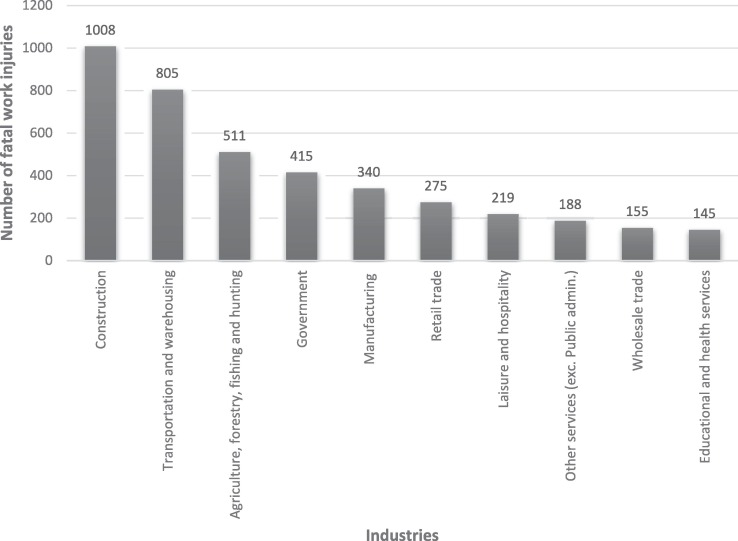 Number of fatal work injuries
1200
1000
800
600
400
200
0
1008
805
511
415
340
275
219
188
155
145
Construction
Transportation and warehousing
Agriculture, forestry, fishing and hunting
Government
Manufacturing
Retail trade
Laisure and hospitality
Other services (exc. Public admin.)
Wholesale trade
Educational and health services
Industries